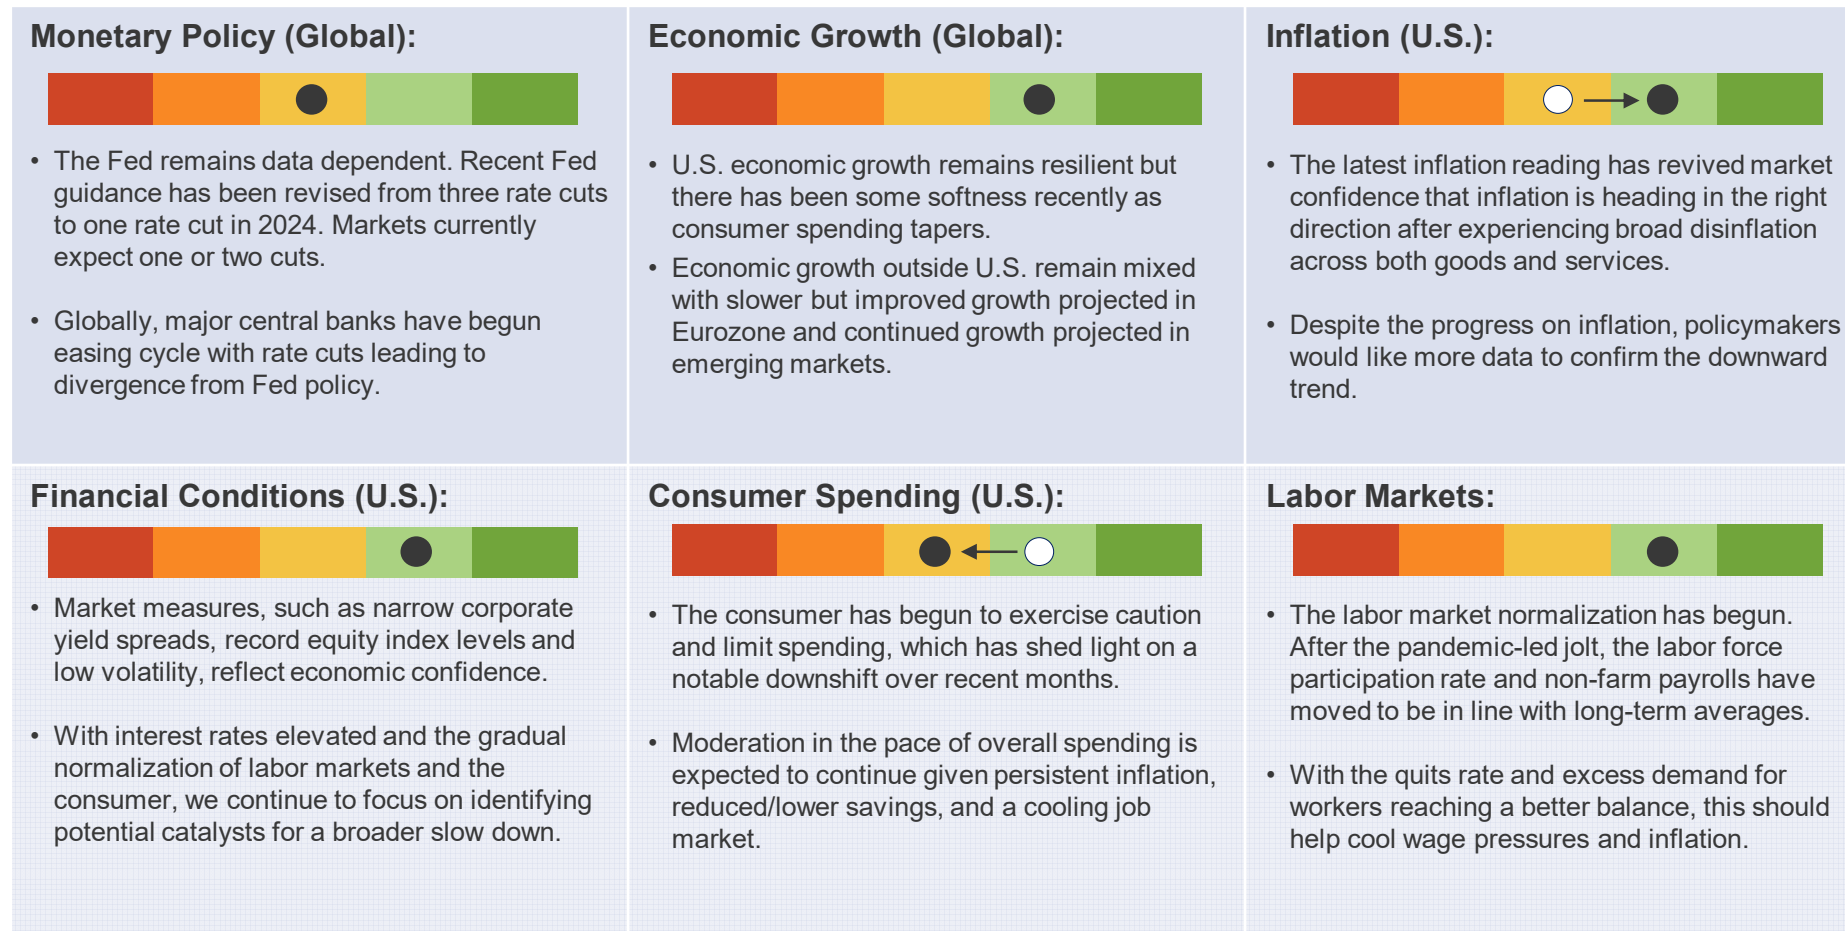 Monetary Policy (Global):
• The Fed remains data dependent. Recent Fed
guidance has been revised from three rate cuts
to one rate cut in 2024. Markets currently
expect one or two cuts.
• Globally, major central banks have begun
easing cycle with rate cuts leading to
divergence from Fed policy.
Economic Growth (Global):
• U.S. economic growth remains resilient but
there has been some softness recently as
consumer spending tapers.
• Economic growth outside U.S. remain mixed
with slower but improved growth projected in
Eurozone and continued growth projected in
emerging markets.
Inflation (U.S.):
• The latest inflation reading has revived market
confidence that inflation is heading in the right
direction after experiencing broad disinflation
across both goods and services.
• Despite the progress on inflation, policymakers
would like more data to confirm the downward
trend.
Financial Conditions (U.S.):
• Market measures, such as narrow corporate
yield spreads, record equity index levels and
low volatility, reflect economic confidence.
• With interest rates elevated and the gradual
normalization of labor markets and the
consumer, we continue to focus on identifying
potential catalysts for a broader slow down.
Consumer Spending (U.S.):
• The consumer has begun to exercise caution
and limit spending, which has shed light on a
notable downshift over recent months.
• Moderation in the pace of overall spending is
expected to continue given persistent inflation,
reduced/lower savings, and a cooling job
market.
Labor Markets:
• The labor market normalization has begun.
After the pandemic-led jolt, the labor force
participation rate and non-farm payrolls have
moved to be in line with long-term averages.
• With the quits rate and excess demand for
workers reaching a better balance, this should
help cool wage pressures and inflation.